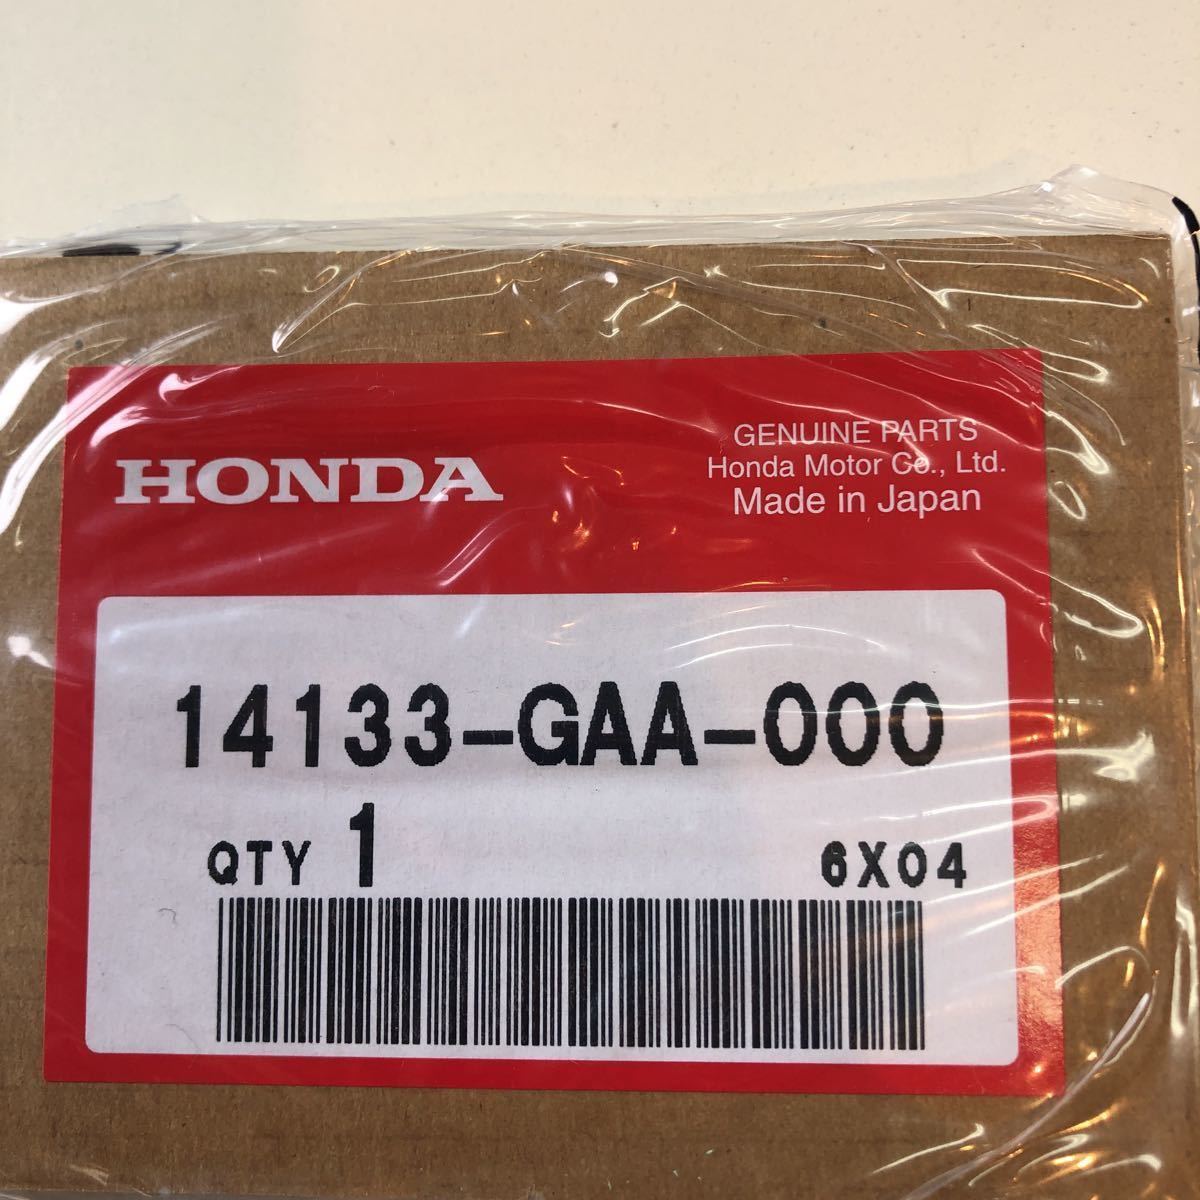 HONDA
GENUINE PARTS
Honda Motor Co., Ltd.
Made in Japan
14133-GAA-000
QTY 1
6X04